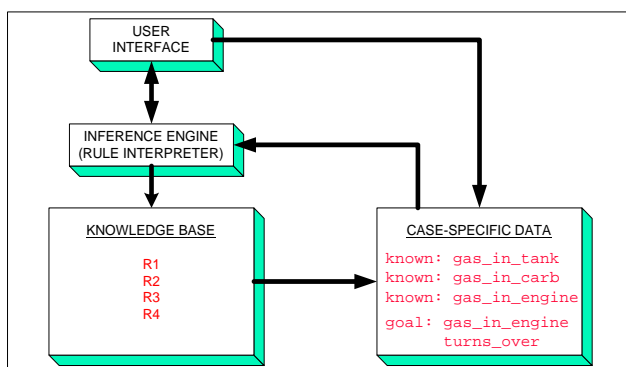 USER
INTERFACE
INFERENCE ENGINE
(RULE INTERPRETER)
KNOWLEDGE BASE
R1
R2
R3
R4
CASE-SPECIFIC DATA
known: gas_in_tank
known: gas_in_carb
known: gas_in_engine
goal: gas_in_engine
turns_over